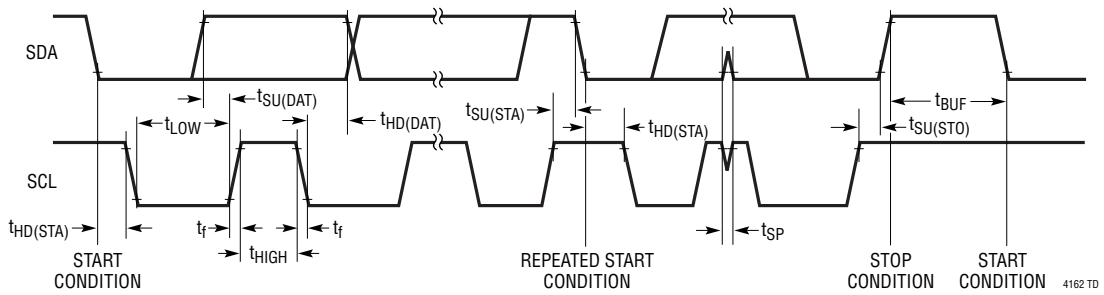 SDA
tSU(DAT)
tLOW
tHD(DAT)
tSU(STA)
tHD(STA)
tBUF
tSU(STO)
SCL
tHD(STA)
tf
tHIGH
tf
tSP
START
CONDITION
REPEATED START
CONDITION
STOP
CONDITION
START
CONDITION
4162 TD